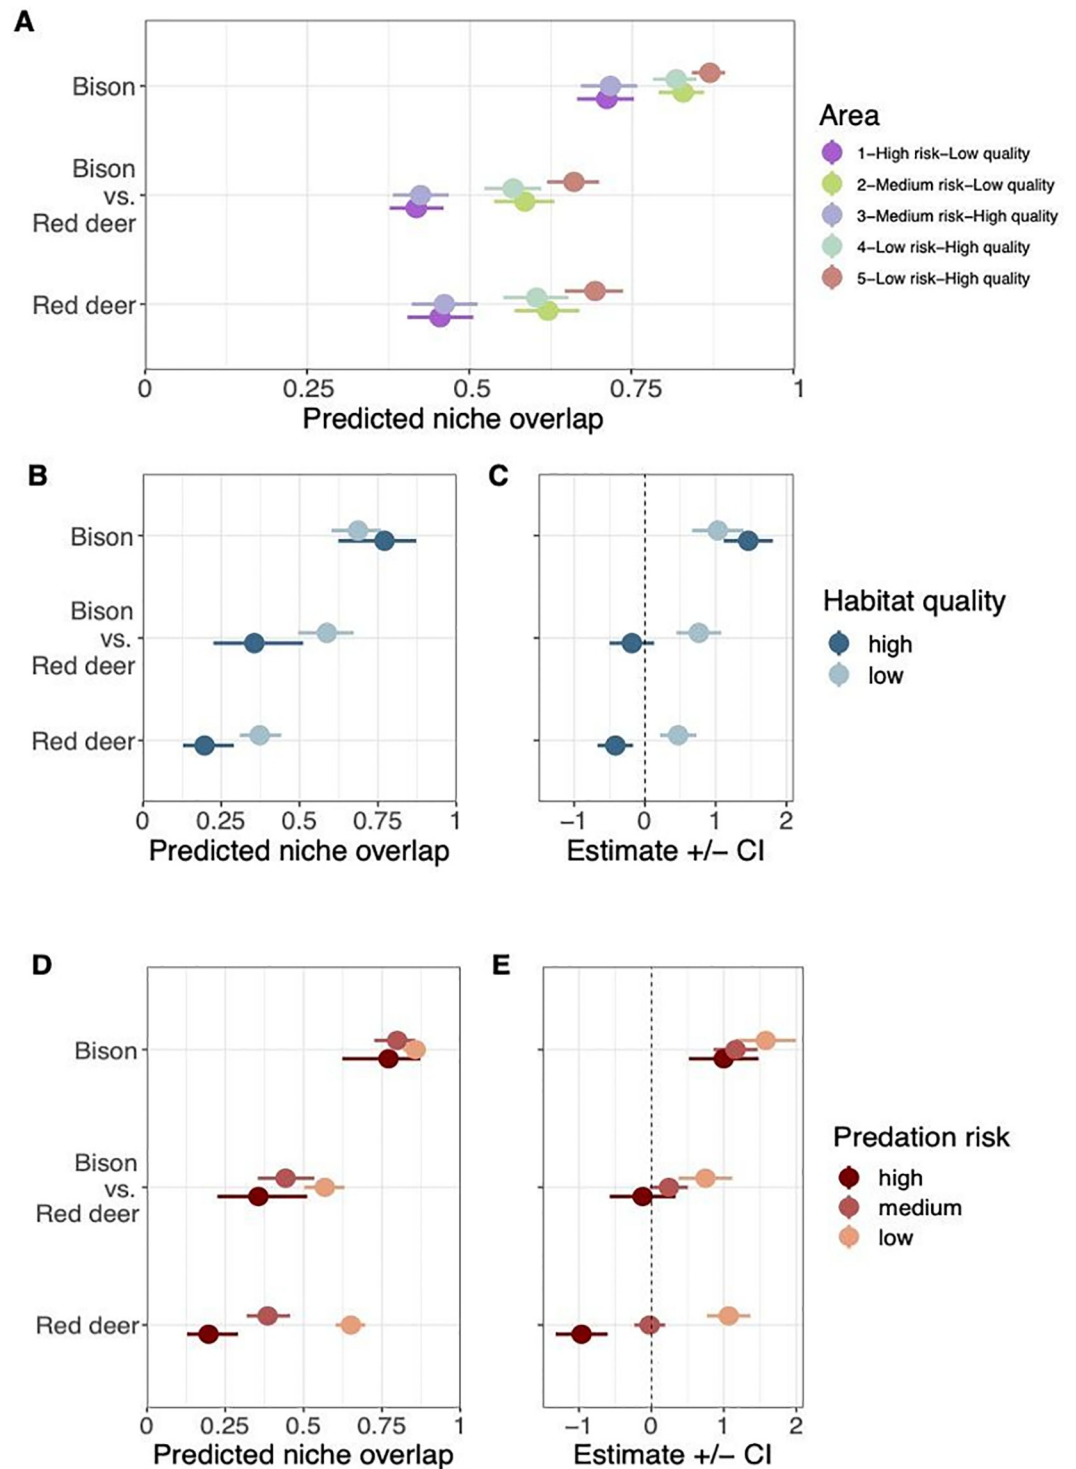 A
Bison
Bison
vs.
Red deer
Red deer
0 0.25 0.5 0.75 1
Predicted niche overlap
Area
1–High risk–Low quality
2–Medium risk–Low quality
3–Medium risk–High quality
4–Low risk–High quality
5–Low risk–High quality
B
Bison
Bison
vs.
Red deer
Red deer
0 0.25 0.5 0.75 1
Predicted niche overlap
C
−1 0 1 2
Estimate +/− CI
Habitat quality
high
low
D
Bison
Bison
vs.
Red deer
Red deer
0 0.25 0.5 0.75 1
Predicted niche overlap
E
−1 0 1 2
Estimate +/− CI
Predation risk
high
medium
low